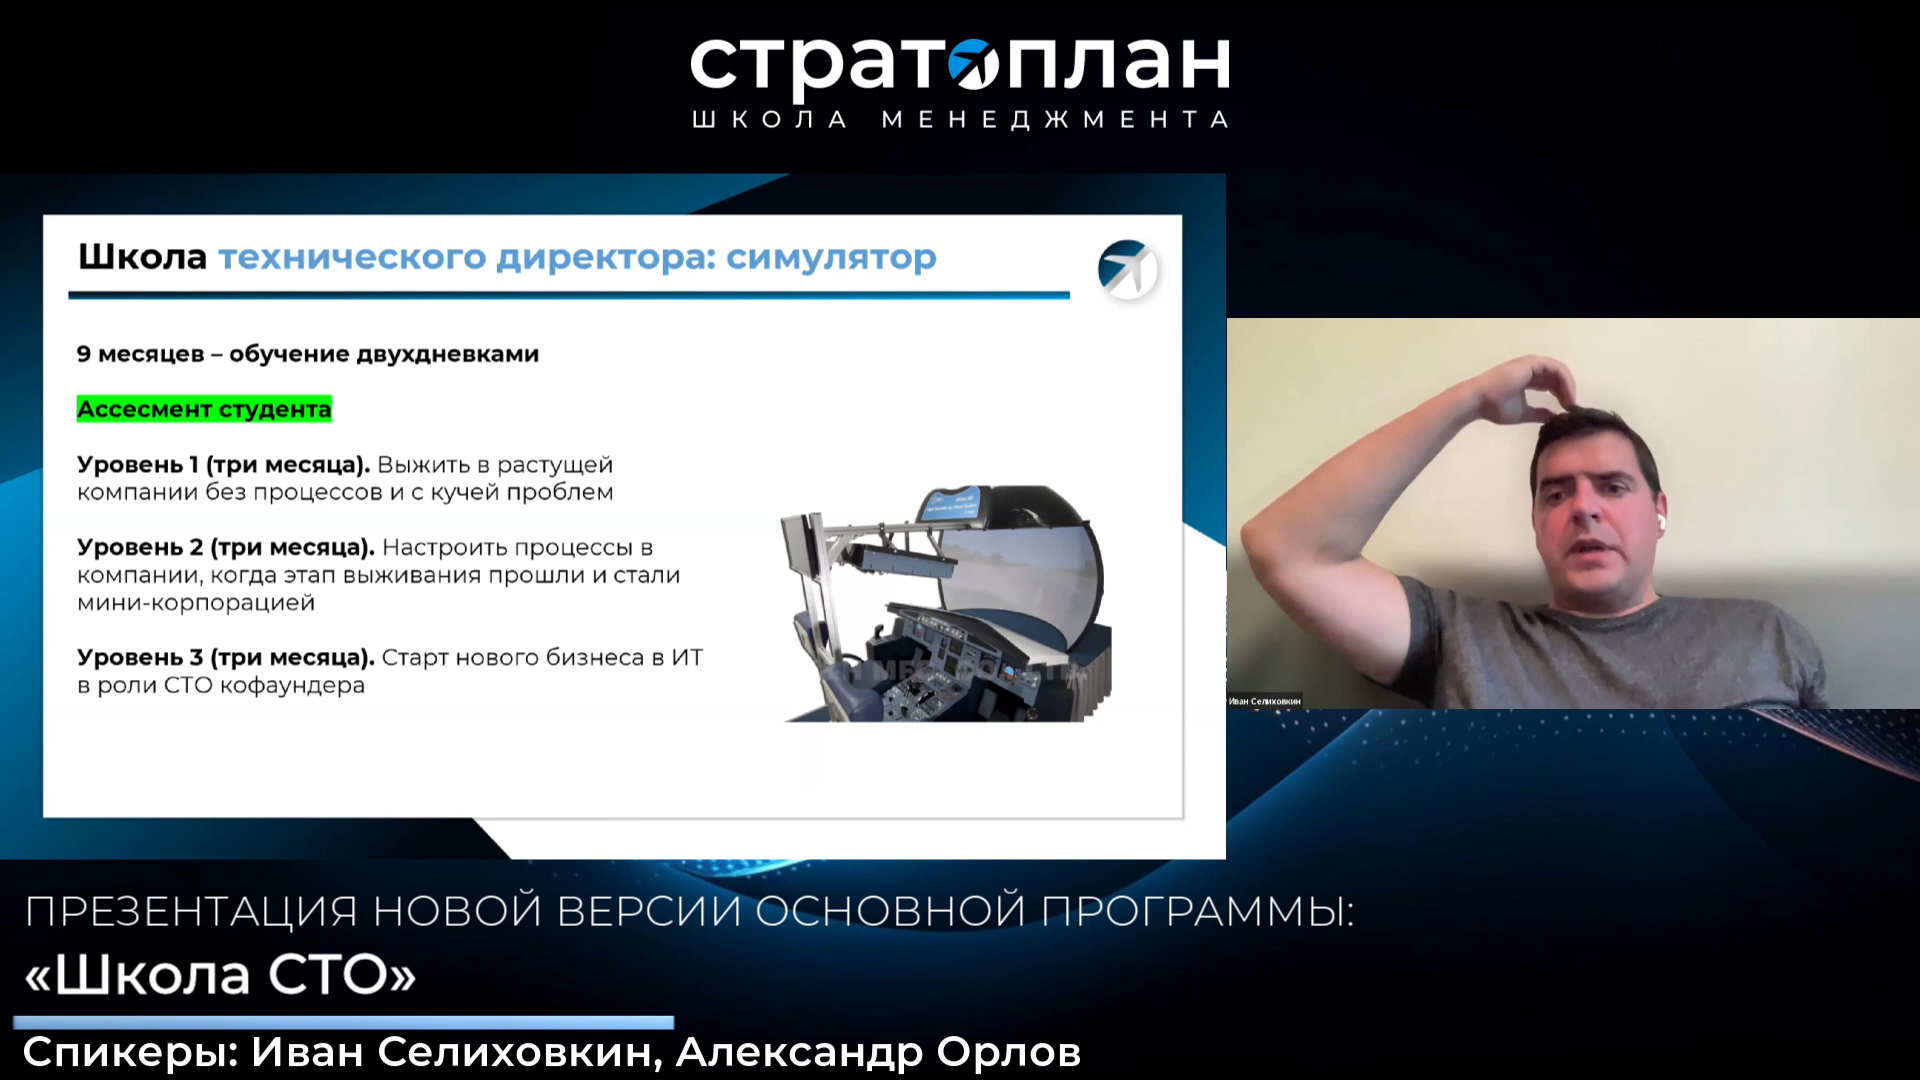 стратоплан
ШКОЛА МЕНЕДЖМЕНТА
Школа технического директора: симулятор
9 месяцев – обучение двухдневками
Ассесмент студента
Уровень 1 (три месяца). Выжить в растущей
компании без процессов и с кучей проблем
Уровень 2 (три месяца). Настроить процессы в
компании, когда этап выживания прошли и стали
мини-корпорацией
Уровень 3 (три месяца). Старт нового бизнеса в ИТ
в роли СТО кофаундера
Иван Селиховкин
ПРЕЗЕНТАЦИЯ НОВОЙ ВЕРСИИ ОСНОВНОЙ ПРОГРАММЫ:
«Школа СТО»
Спикеры: Иван Селиховкин, Александр Орлов